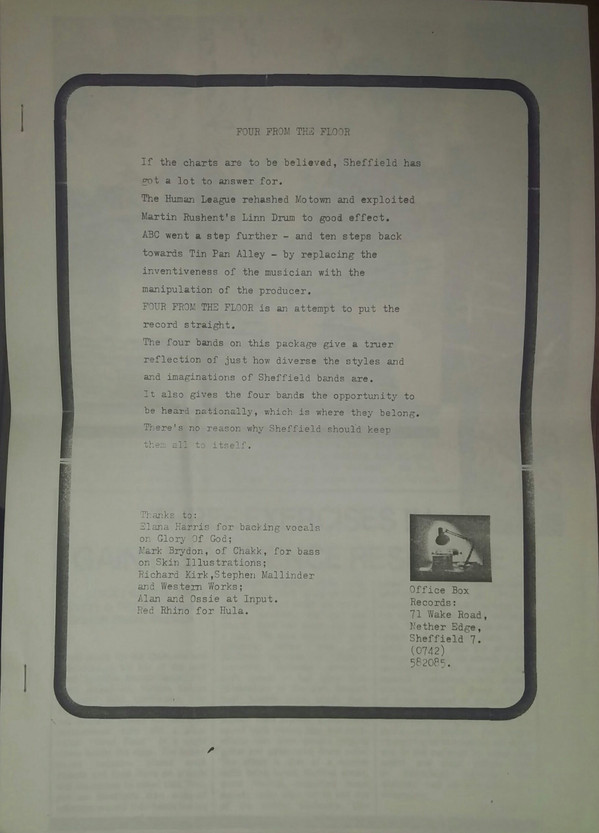 FOUR FROM THE FLOOR
If the charts are to be believed, Sheffield has
got a lot to answer for.
The Human League rehashed Motown and exploited
Martin Rushent's Linn Drum to good effect.
ABC went a step further - and ten steps back
towards Tin Pan Alley - by replacing the
inventiveness of the musician with the
manipulation of the producer.
FOUR FROM THE FLOOR is an attempt to put the
record straight.
The four bands on this package give a truer
reflection of just how diverse the styles and
and imaginations of Sheffield bands are.
It also gives the four bands the opportunity to
be heard nationally, which is where they belong.
There's no reason why Sheffield should keep
them all to itself.
Thanks to:
Elana Harris for backing vocals
on Glory Of God;
Mark Brydon, of Chakk, for bass
on Skin Illustrations;
Richard Kirk,Stephen Mallinder
and Western Works;
Alan and Ossie at Input.
Red Rhino for Hula.
Office Box
Records:
71 Wake Road,
Nether Edge,
Sheffield 7.
(0742)
582085.